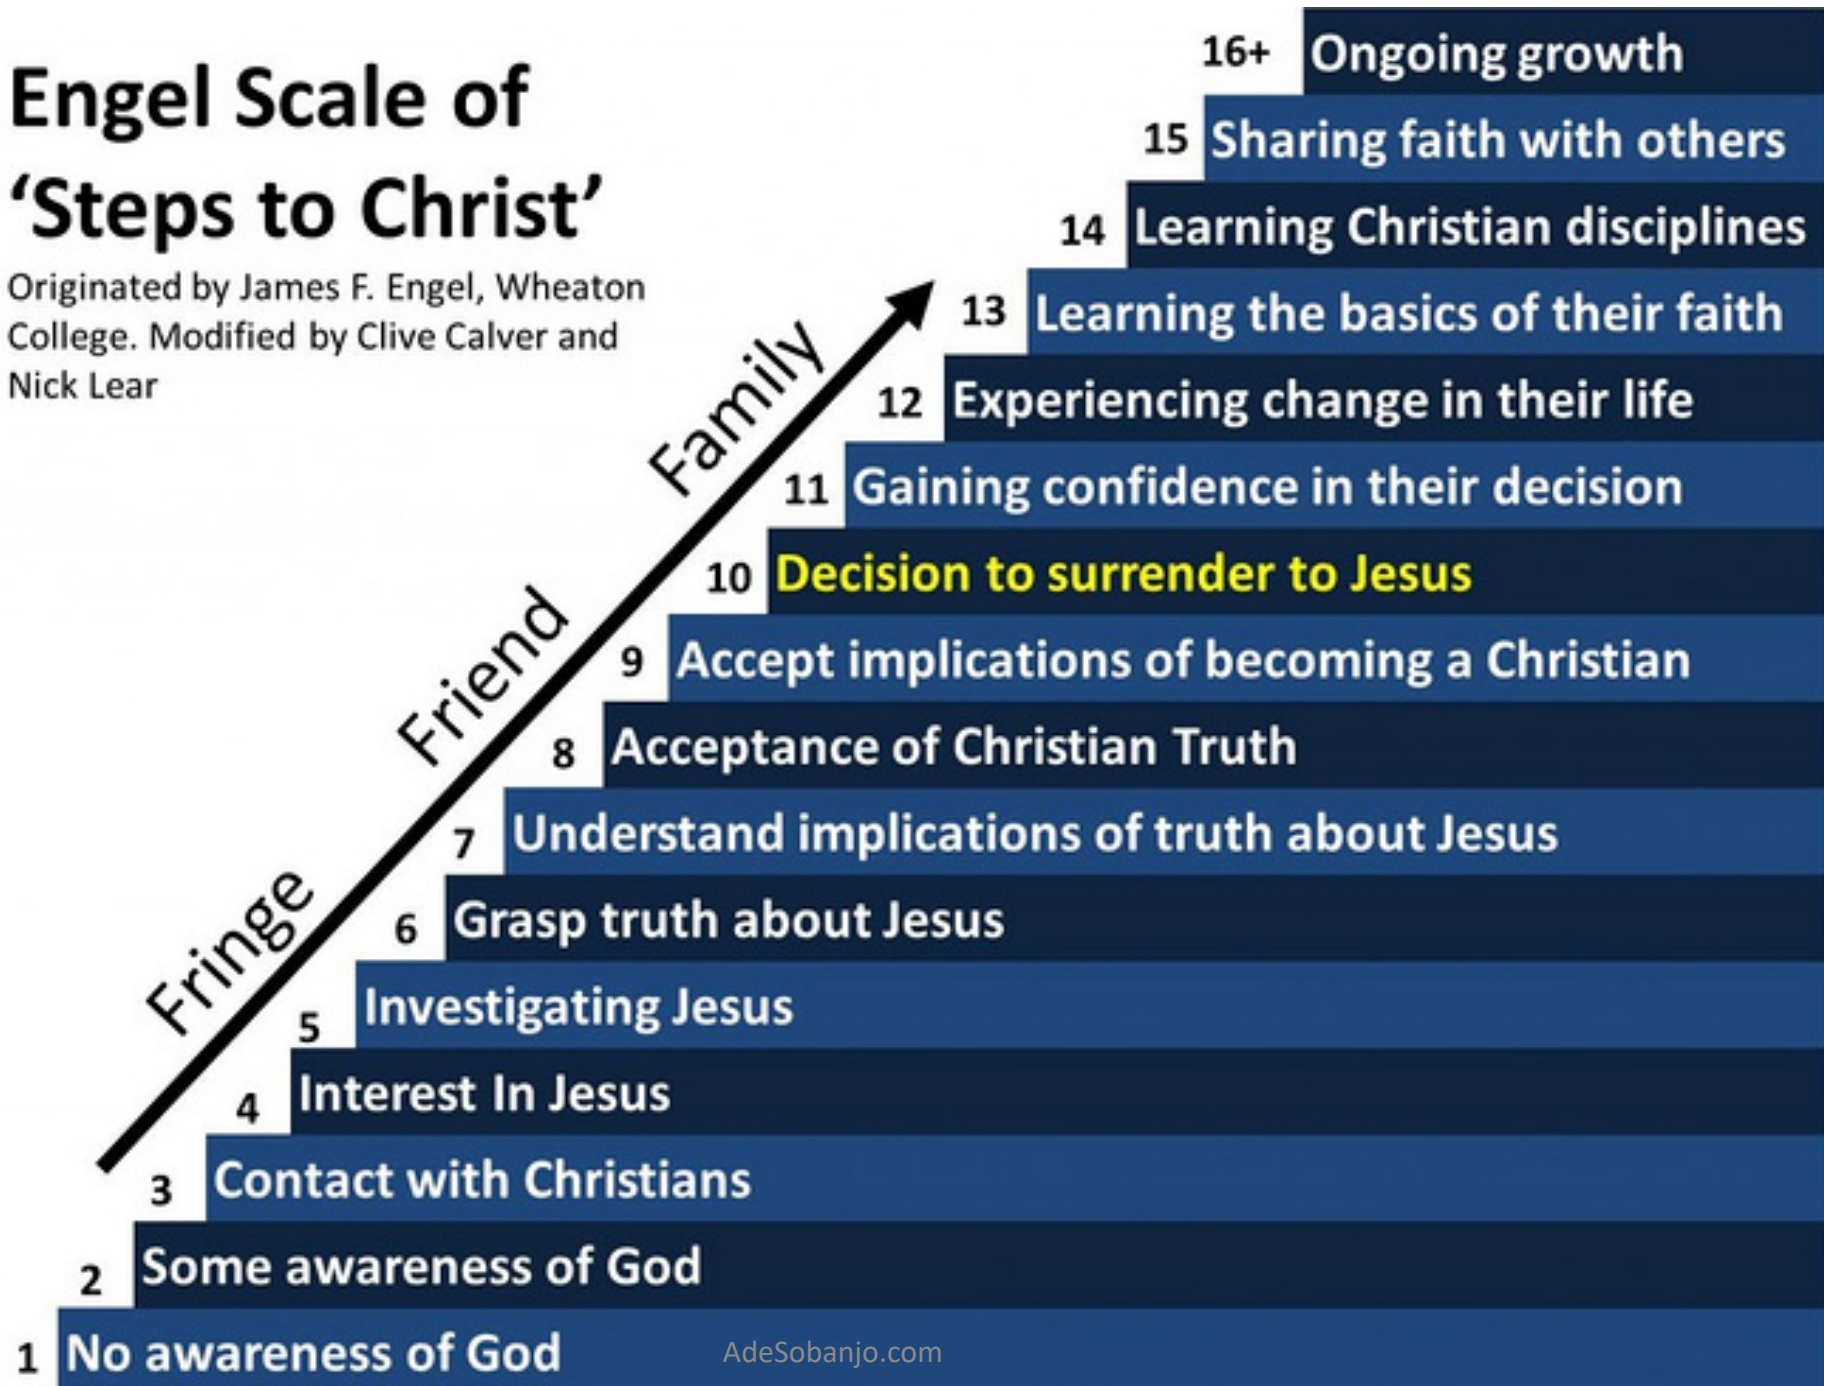 Engel Scale of
‘Steps to Christ’
Originated by James F. Engel, Wheaton
College. Modified by Clive Calver and
Nick Lear
Fringe
Friend
Family
16+ Ongoing growth
15 Sharing faith with others
14 Learning Christian disciplines
13 Learning the basics of their faith
12 Experiencing change in their life
11 Gaining confidence in their decision
10 Decision to surrender to Jesus
9 Accept implications of becoming a Christian
8 Acceptance of Christian Truth
7 Understand implications of truth about Jesus
6 Grasp truth about Jesus
5 Investigating Jesus
4 Interest In Jesus
3 Contact with Christians
2 Some awareness of God
1 No awareness of God
AdeSobanjo.com